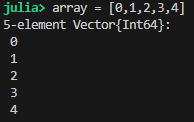 julia> array = [0,1,2,3,4]
5-element Vector{Int64}:
 0
 1
 2
 3
 4